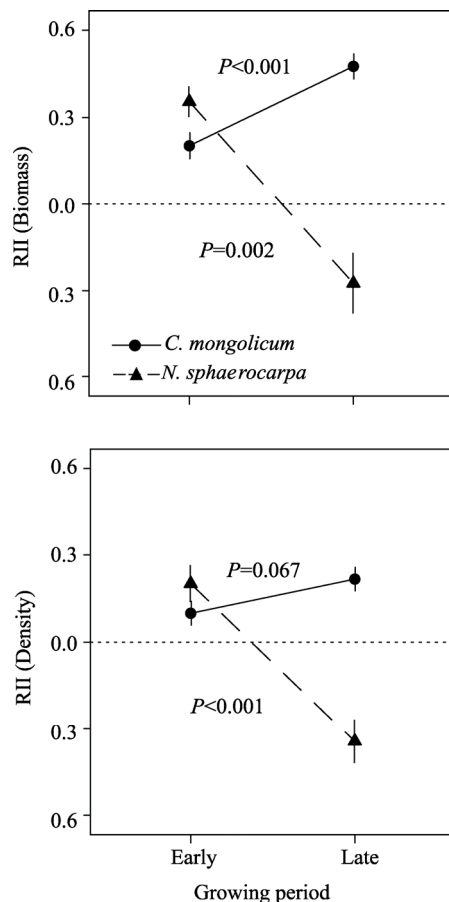 0.6
P<0.001
0.3
0.0
P=0.002
0.3
C. mongolicum
N. sphaerocarpa
0.6
RII (Biomass)
0.6
0.3
P=0.067
0.0
P<0.001
0.3
0.6
RII (Density)
Early Late
Growing period